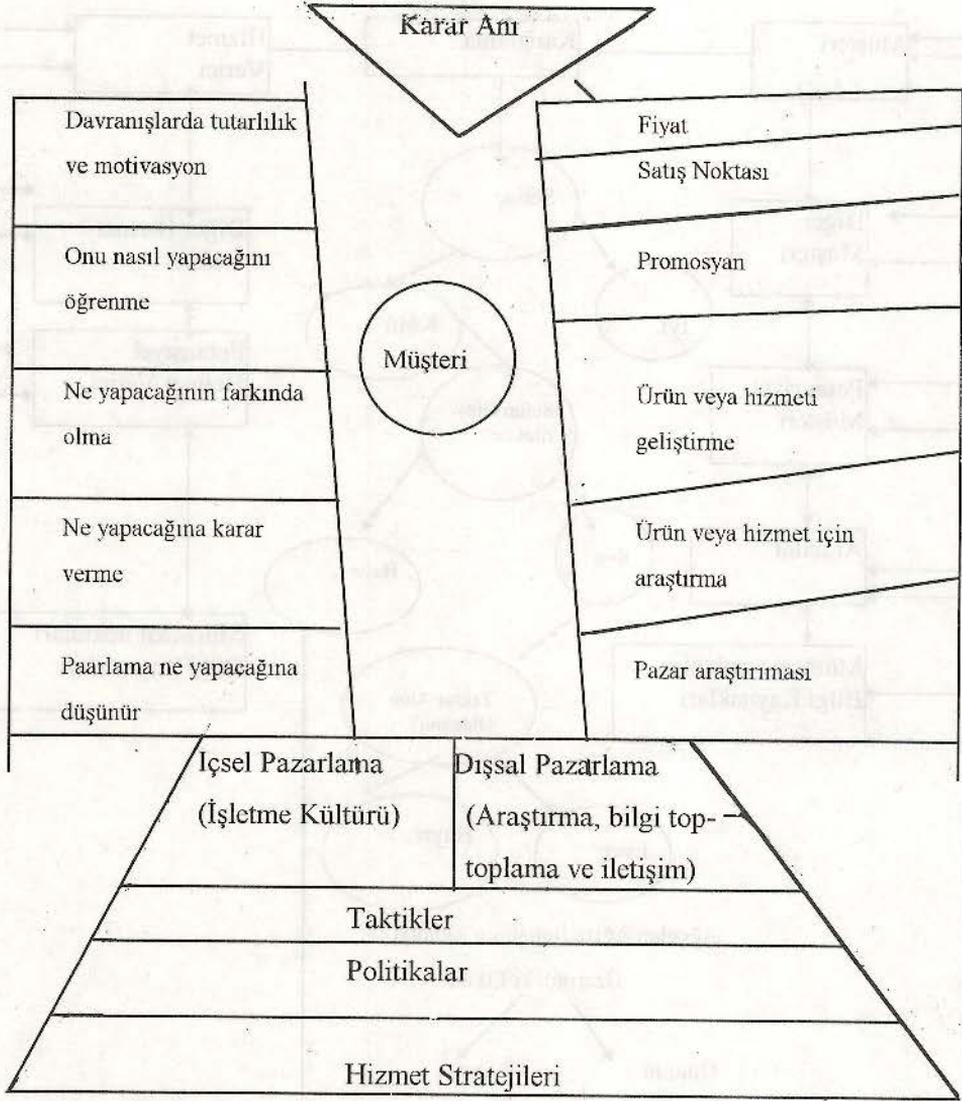 Karar Anı
Davranışlarda tutarlılık
ve motivasyon
Onu nasıl yapacağını
öğrenme
Ne yapacağının farkında
olma
Ne yapacağına karar
verme
Paarlama ne yapacağına
düşünür
Müşteri
Fiyat
Satış Noktası
Promosyan
Ürün veya hizmeti
geliştirme
Ürün veya hizmet için
araştırma
Pazar araştırıması
Içsel Pazarlama
(İşletme Kültürü)
Dışsal Pazarlama
(Araştırma, bilgi top-
toplama ve iletişim)
Taktikler
Politikalar
Hizmet Stratejileri